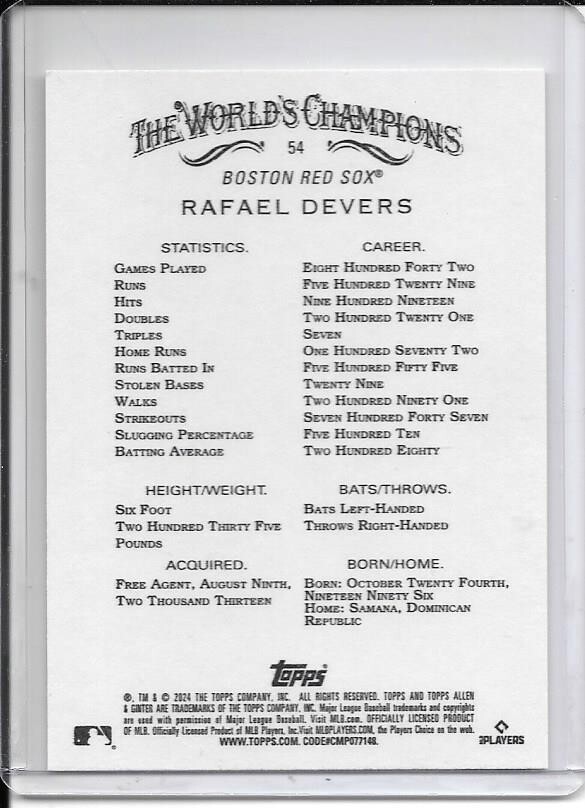 THE WORLD'S CHAMPIONS
54
BOSTON RED SOX®
RAFAEL DEVERS
STATISTICS. CAREER.
GAMES PLAYED EIGHT HUNDRED FORTY TWO
RUNS FIVE HUNDRED TWENTY NINE
HITS NINE HUNDRED NINETEEN
DOUBLES TWO HUNDRED TWENTY ONE
TRIPLES SEVEN
HOME RUNS ONE HUNDRED SEVENTY TWO
RUNS BATTED IN FIVE HUNDRED FIFTY FIVE
STOLEN BASES TWENTY NINE
WALKS TWO HUNDRED NINETY ONE
STRIKEOUTS SEVEN HUNDRED FORTY SEVEN
SLUGGING PERCENTAGE FIVE HUNDRED TEN
BATTING AVERAGE TWO HUNDRED EIGHTY
HEIGHT/WEIGHT.
SIX FOOT
TWO HUNDRED THIRTY FIVE
POUNDS
BATS/THROWS.
BATS LEFT-HANDED
THROWS RIGHT-HANDED
ACQUIRED.
FREE AGENT, AUGUST NINTH,
TWO THOUSAND THIRTEEN
BORN/HOME.
BORN: OCTOBER TWENTY FOURTH,
NINETEEN NINETY SIX
HOME: SAMANA, DOMINICAN
REPUBLIC
topps
®, TM & © 2024 THE TOPPS COMPANY, INC. ALL RIGHTS RESERVED. TOPPS AND TOPPS ALLEN
& GINTER ARE TRADEMARKS OF THE TOPPS COMPANY, INC. Major League Baseball trademarks and copyrights
are used with permission of Major League Baseball. Visit MLB.com. OFFICIALLY LICENSED PRODUCT
OF MLB. Officially Licensed Product of MLB Players, Inc. Visit MLBPLAYERS.COM, the Players Choice on the web.
WWW.TOPPS.COM. CODE#CMP077148.
PLAYERS